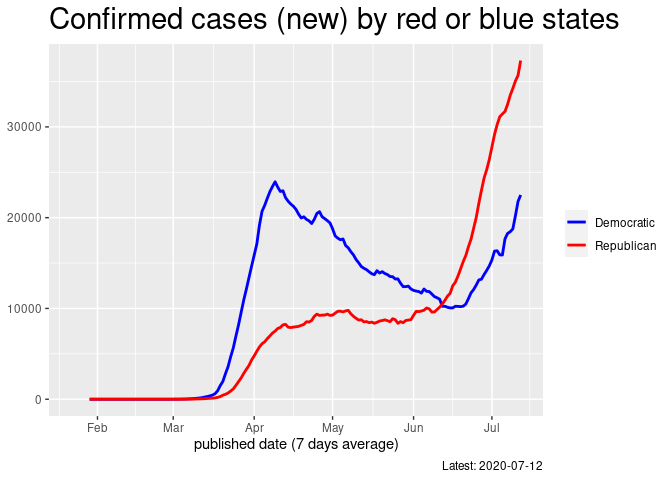 Confirmed cases (new) by red or blue states
30000
20000
10000
0
Democratic
Republican
Feb Mar Apr May Jun Jul
published date (7 days average)
Latest: 2020-07-12